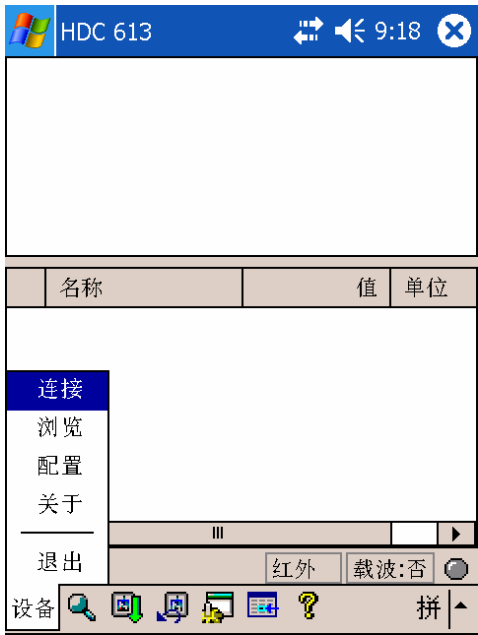 HDC 613 9:18
名称 值 单位
连接
浏览
配置
关于
退出
红外 载波:否
设备 拼